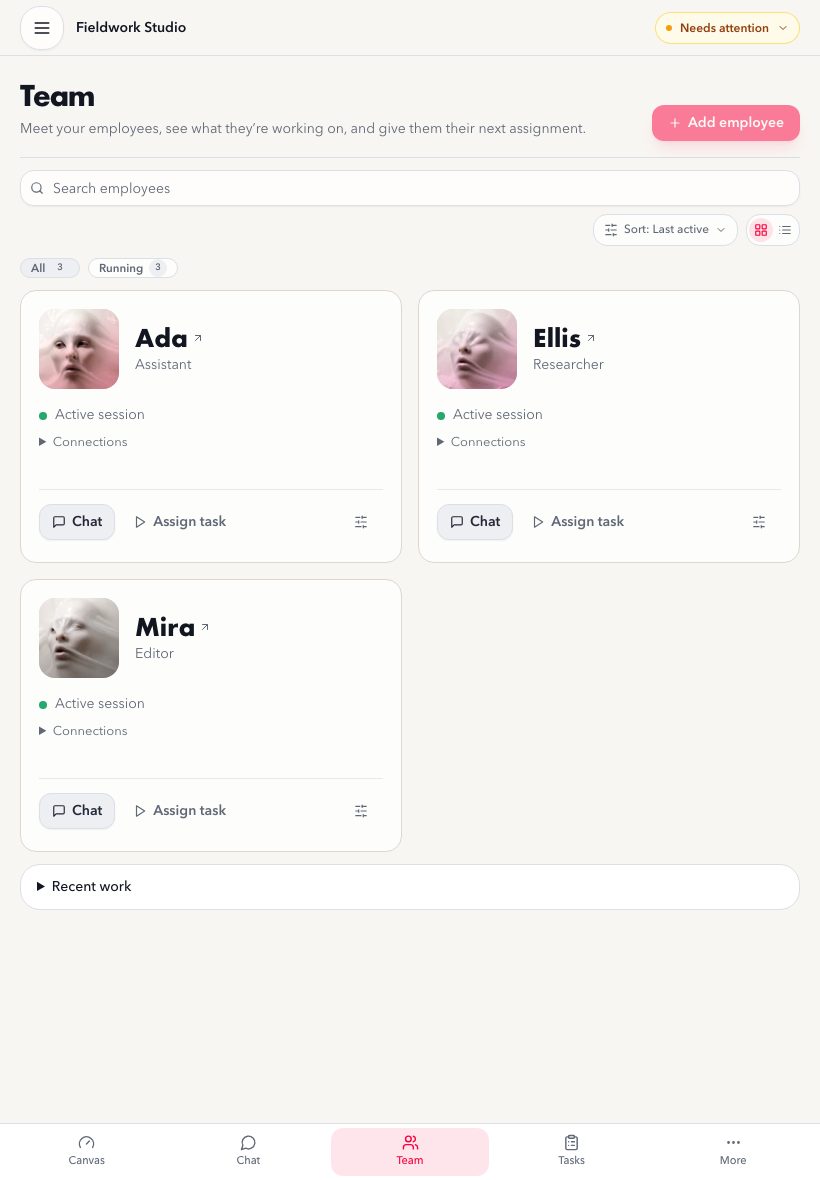 Fieldwork Studio
Needs attention
Team
Meet your employees, see what they’re working on, and give them their next assignment.
+ Add employee
Search employees
Sort: Last active
All 3
Running 3
Ada
Assistant
Active session
Connections
Chat
Assign task
Ellis
Researcher
Active session
Connections
Chat
Assign task
Mira
Editor
Active session
Connections
Chat
Assign task
Recent work
Canvas
Chat
Team
Tasks
More